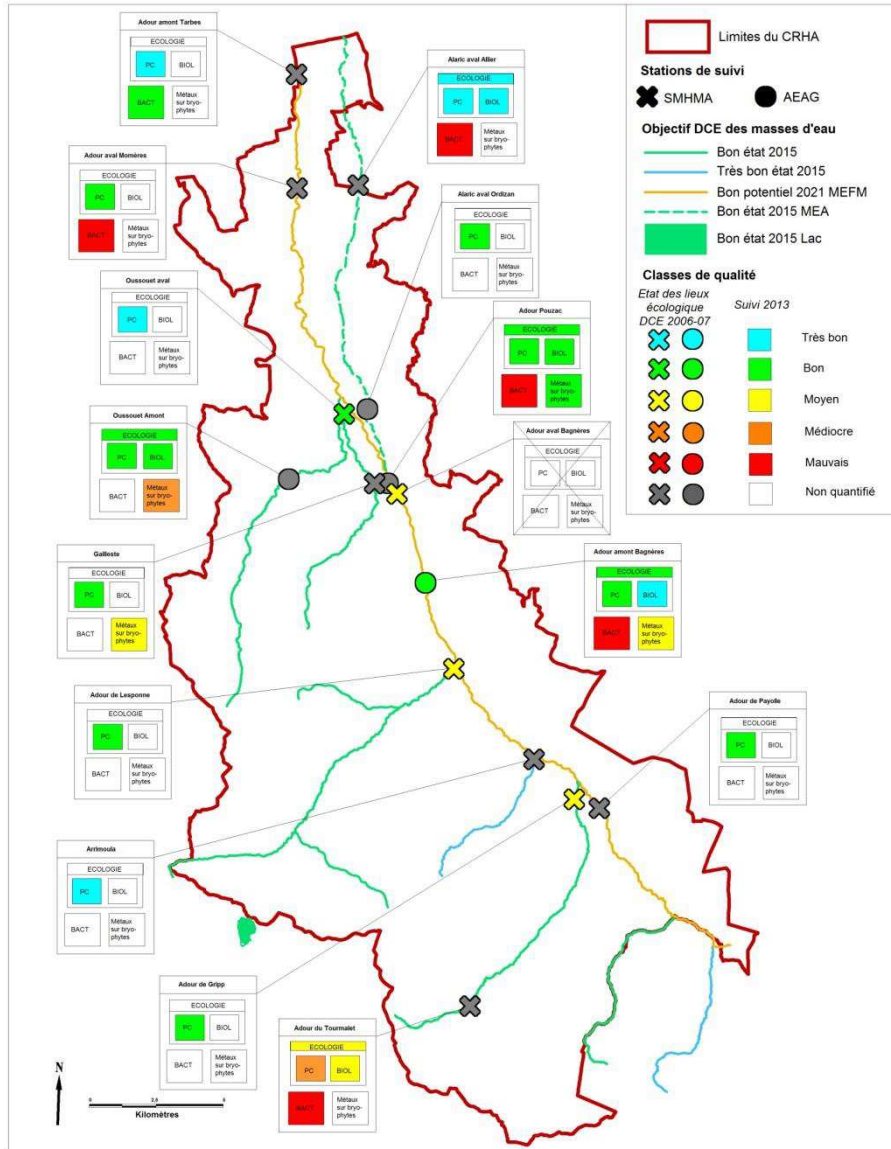 Adour amont Tarbes
ECOLOGIE
PC
BIOL
BACT
Métaux
sur bryo-
phytes
Alaric aval Allier
ECOLOGIE
PC
BIOL
BACT
Métaux
sur bryo-
phytes
Adour aval Momères
ECOLOGIE
PC
BIOL
BACT
Métaux
sur bryo-
phytes
Alaric aval Ordizan
ECOLOGIE
PC
BIOL
BACT
Métaux
sur bryo-
phytes
Oussouet aval
ECOLOGIE
PC
BIOL
BACT
Métaux
sur bryo-
phytes
Adour Pouzac
ECOLOGIE
PC
BIOL
BACT
Métaux
sur bryo-
phytes
Oussouet Amont
ECOLOGIE
PC
BIOL
BACT
Métaux
sur bryo-
phytes
Adour aval Bagnères
ECOLOGIE
PC
BIOL
BACT
Métaux
sur bryo-
phytes
Gailleste
ECOLOGIE
PC
BIOL
BACT
Métaux
sur bryo-
phytes
Adour amont Bagnères
ECOLOGIE
PC
BIOL
BACT
Métaux
sur bryo-
phytes
Adour de Lesponne
ECOLOGIE
PC
BIOL
BACT
Métaux
sur bryo-
phytes
Adour de Payolle
ECOLOGIE
PC
BIOL
BACT
Métaux
sur bryo-
phytes
Arrimoula
ECOLOGIE
PC
BIOL
BACT
Métaux
sur bryo-
phytes
Adour de Gripp
ECOLOGIE
PC
BIOL
BACT
Métaux
sur bryo-
phytes
Adour du Tourmalet
ECOLOGIE
PC
BIOL
BACT
Métaux
sur bryo-
phytes
Limites du CRHA
Stations de suivi
SMHMA
AEAG
Objectif DCE des masses d'eau
Bon état 2015
Très bon état 2015
Bon potentiel 2021 MEFM
Bon état 2015 MEA
Bon état 2015 Lac
Classes de qualité
Etat des lieux
écologique
DCE 2006-07
Suivi 2013
Très bon
Bon
Moyen
Médiocre
Mauvais
Non quantifié
N
Kilomètres